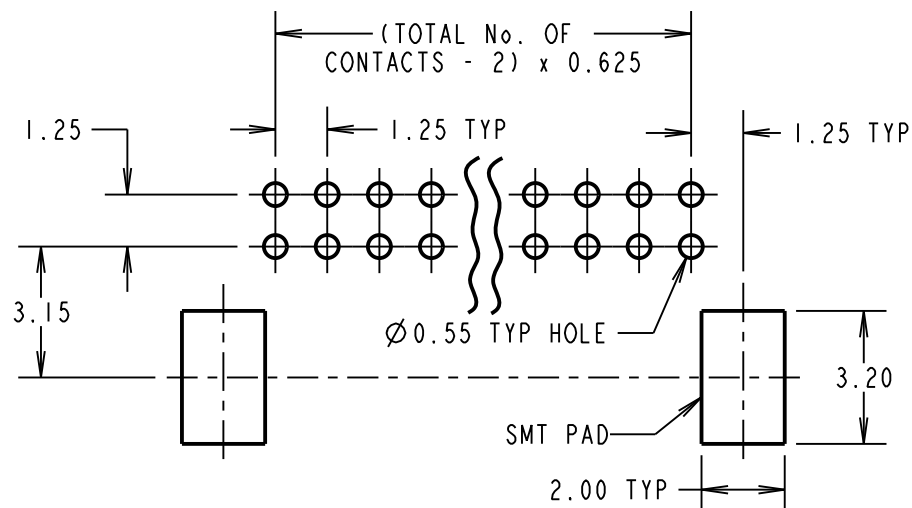 (TOTAL No. OF
CONTACTS - 2) x 0.625
1.25
1.25 TYP
1.25 TYP
3.15
Ø0.55 TYP HOLE
3.20
SMT PAD
2.00 TYP